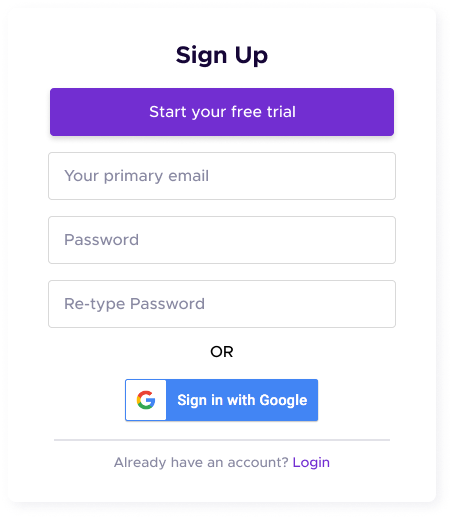 Sign Up
Start your free trial
Your primary email
Password
Re-type Password
OR
Sign in with Google
Already have an account? Login